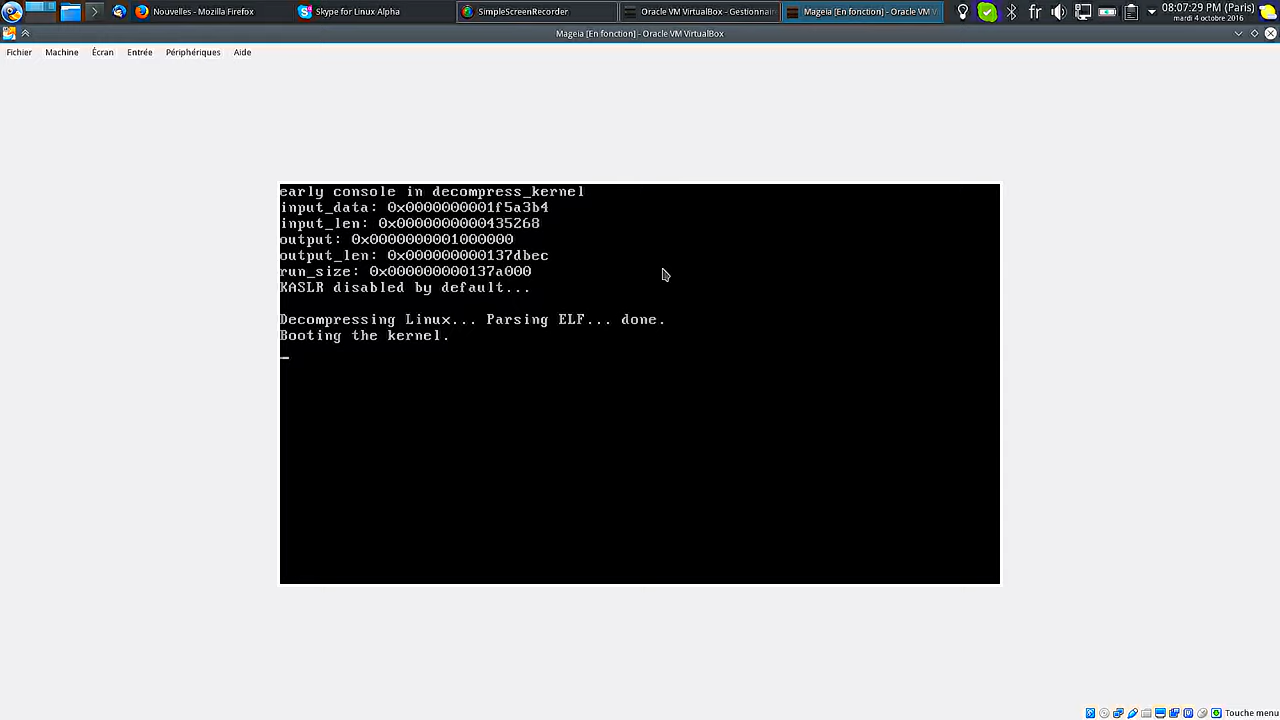 Nouvelles - Mozilla Firefox
Skype for Linux Alpha
SimpleScreenRecorder
Oracle VM VirtualBox - Gestionnair
Mageia [En fonction] - Oracle VM V
fr
08:07:29 PM (Paris)
mardi 4 octobre 2016
Mageia [En fonction] - Oracle VM VirtualBox
Fichier Machine Écran Entrée Périphériques Aide
early console in decompress_kernel
input_data: 0x0000000001f5a3b4
input_len: 0x0000000000435268
output: 0x0000000001000000
output_len: 0x000000000137dbec
run_size: 0x000000000137a000
KASLR disabled by default...
Decompressing Linux... Parsing ELF... done.
Booting the kernel.
_
Touche menu